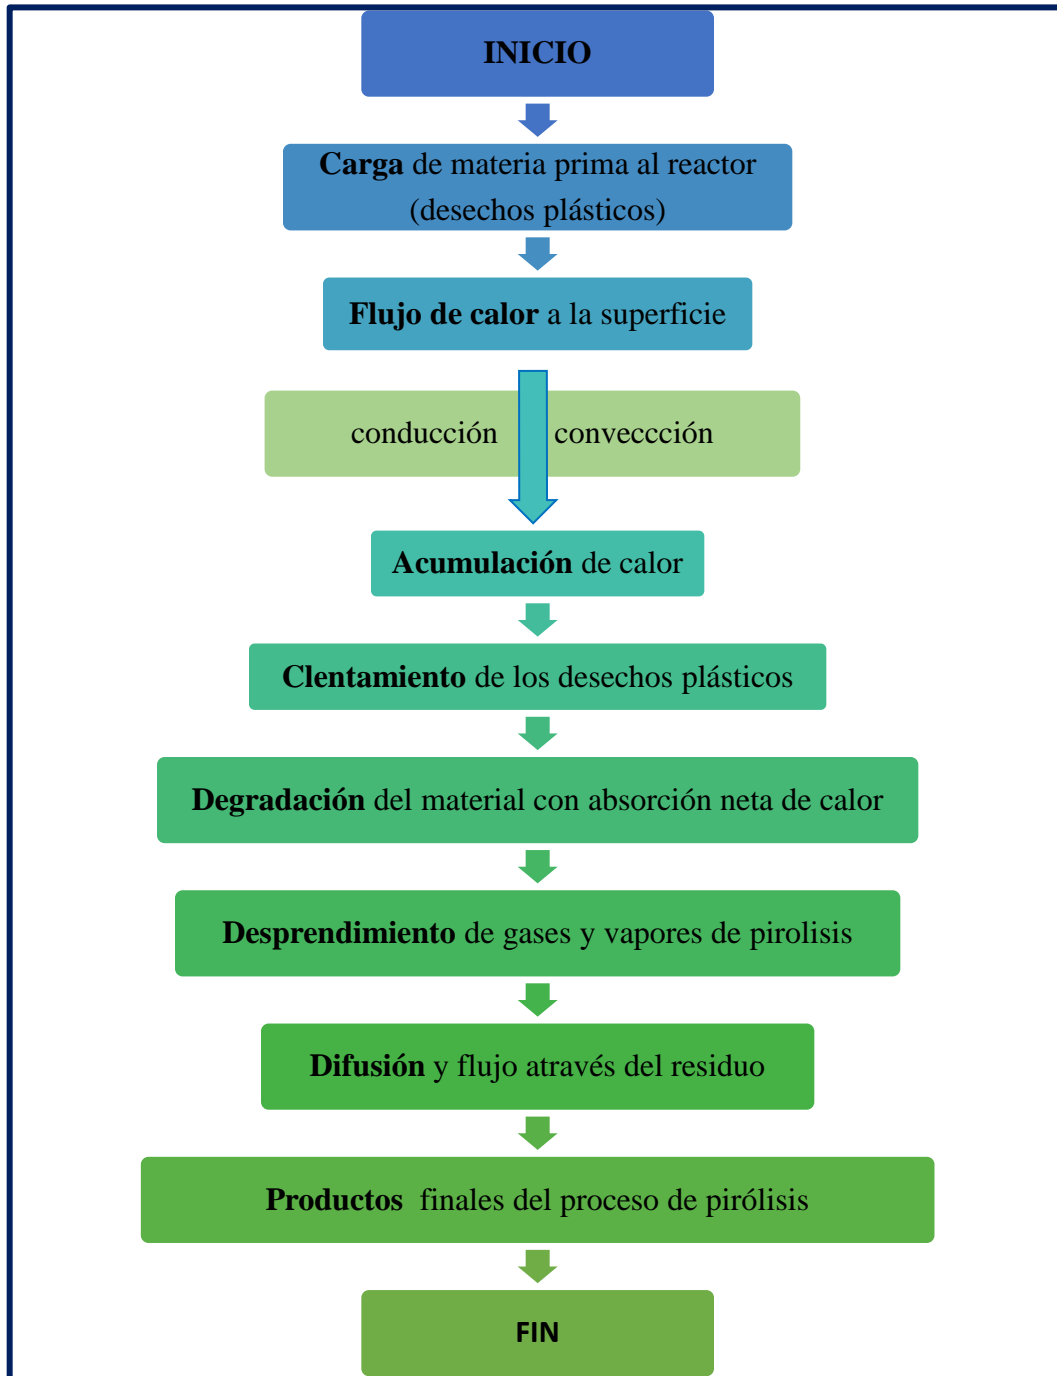 INICIO
Carga de materia prima al reactor
(desechos plásticos)
Flujo de calor a la superficie
conducción conveccción
Acumulación de calor
Clentamiento de los desechos plásticos
Degradación del material con absorción neta de calor
Desprendimiento de gases y vapores de pirolisis
Difusión y flujo através del residuo
Productos finales del proceso de pirólisis
FIN